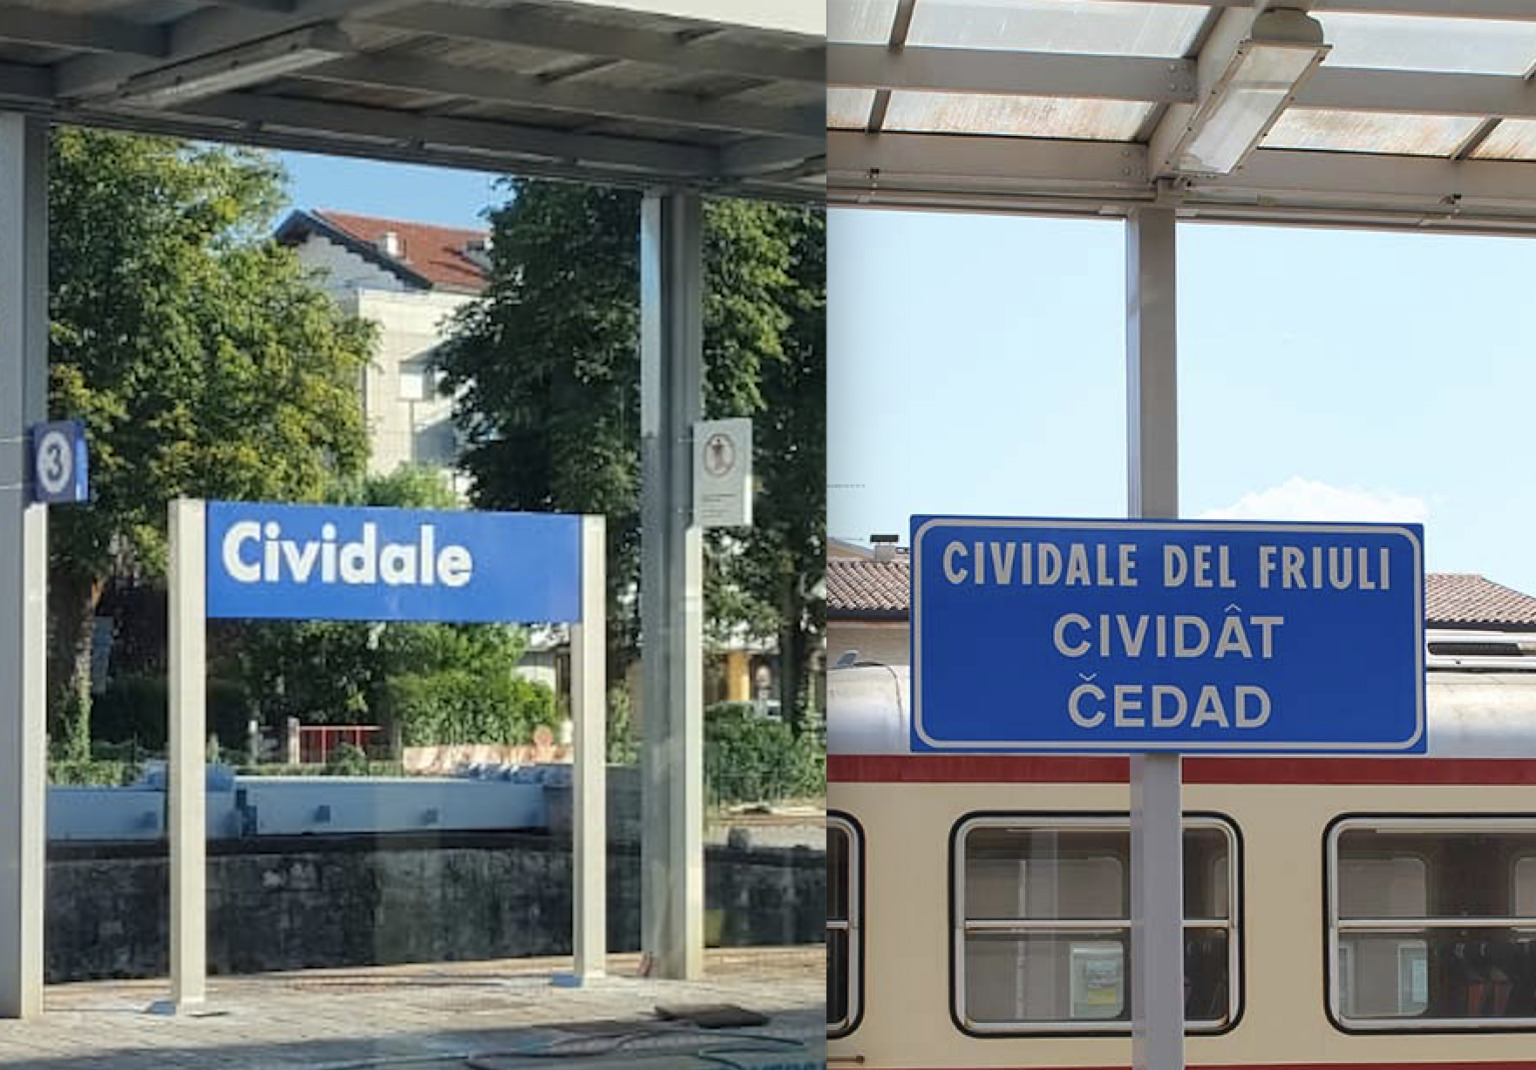 3
Cividale
CIVIDALE DEL FRIULI
CIVIDÂT
ČEDAD